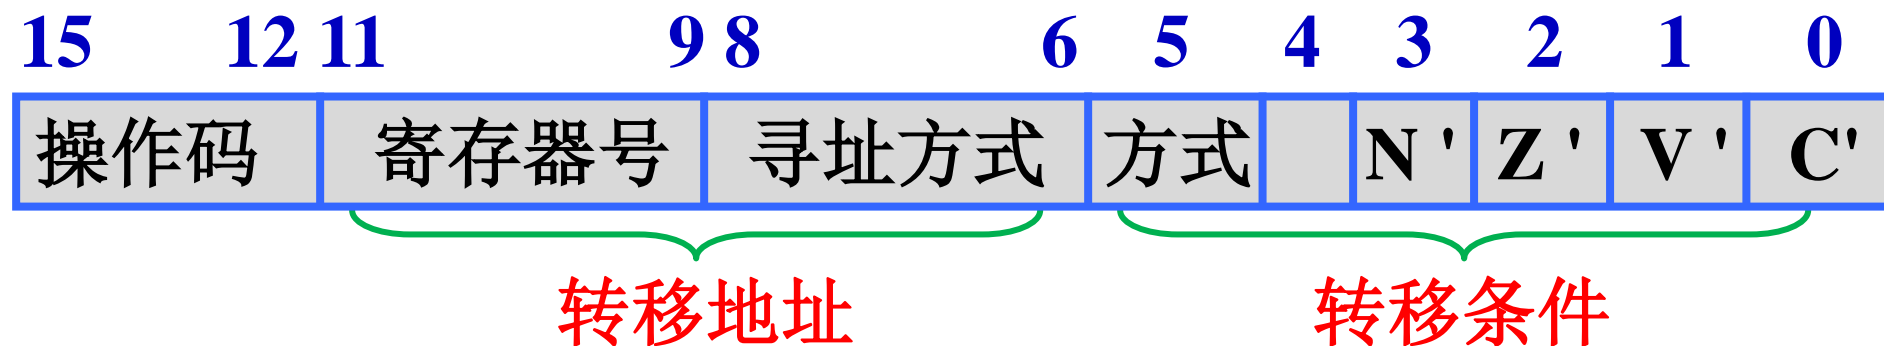 15 12 11 9 8 6 5 4 3 2 1 0
操作码 寄存器号 寻址方式 方式 N ' Z ' V ' C'
转移地址 转移条件